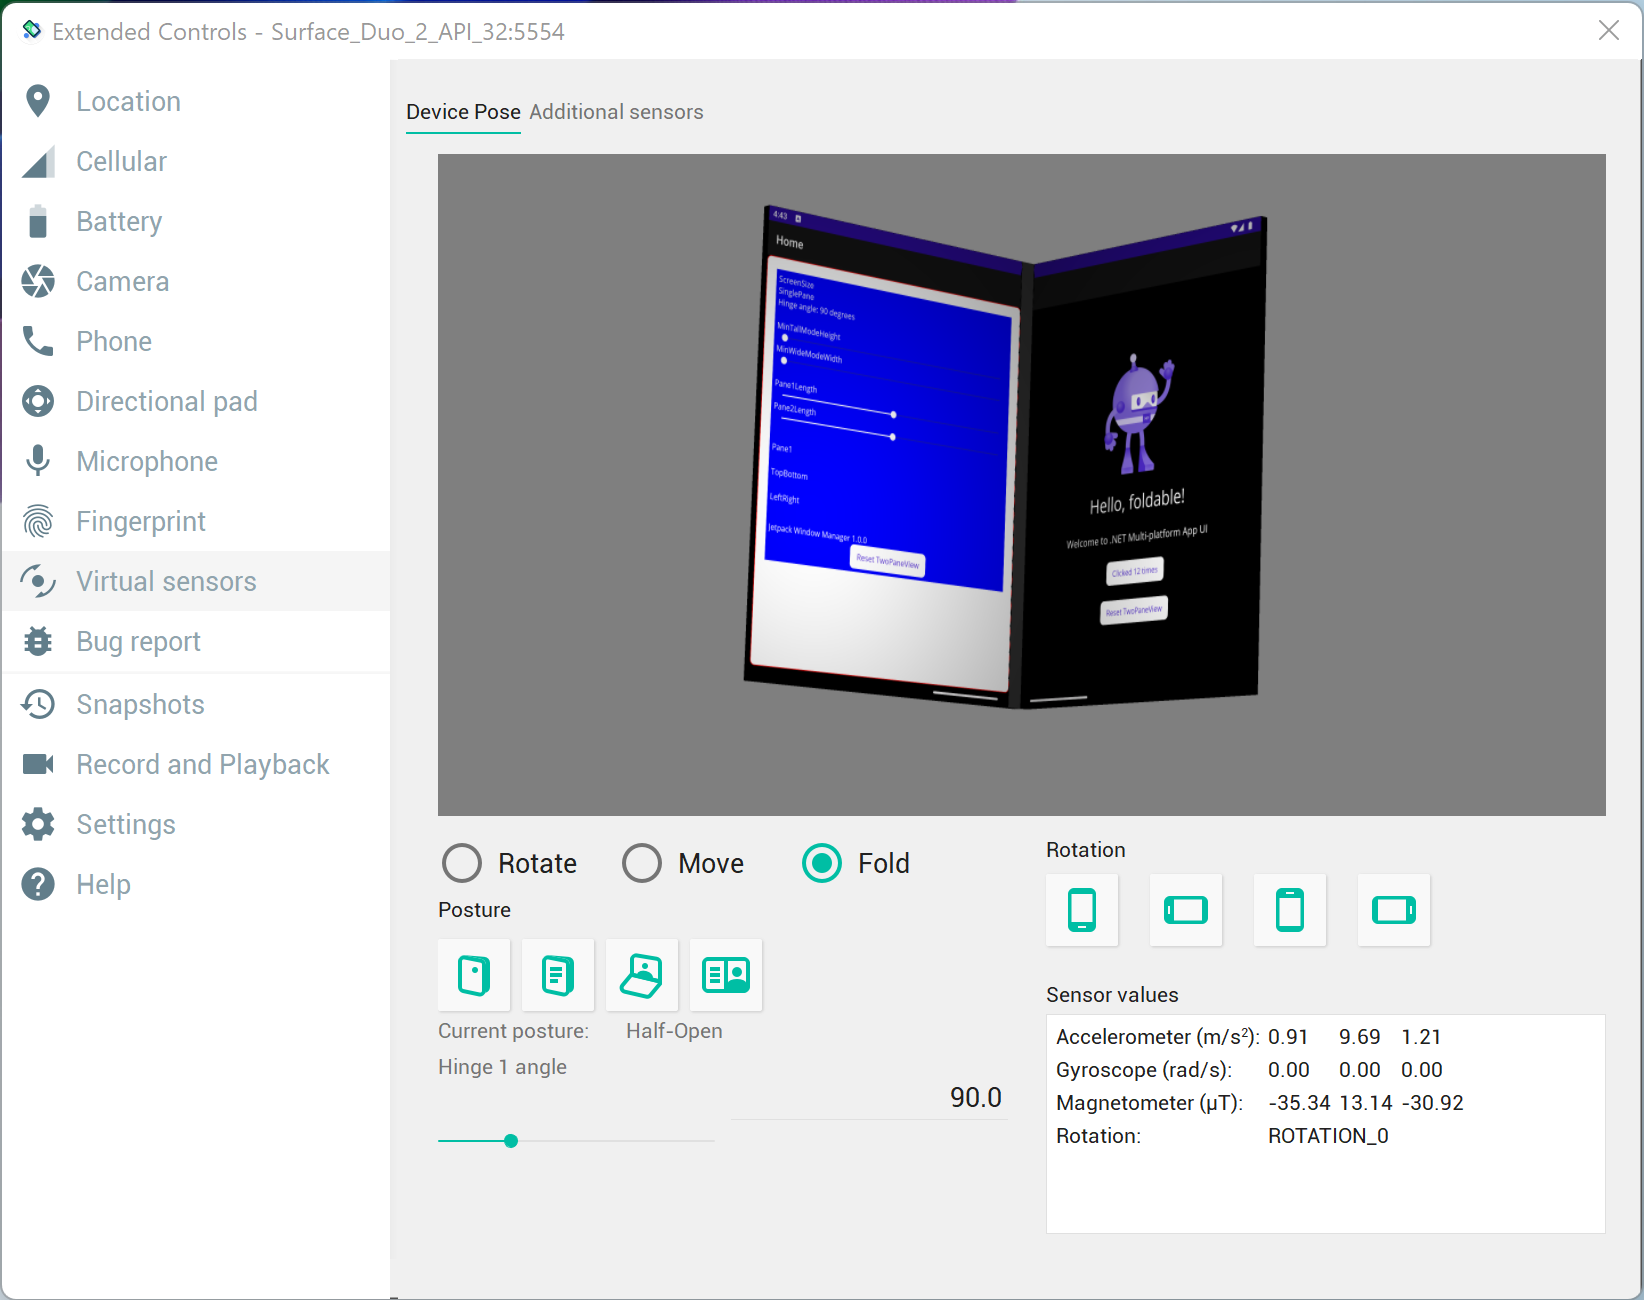 Extended Controls - Surface_Duo_2_API_32:5554
Location
Cellular
Battery
Camera
Phone
Directional pad
Microphone
Fingerprint
Virtual sensors
Bug report
Snapshots
Record and Playback
Settings
Help
Device Pose Additional sensors
4:43
Home
ScreenSize
SinglePane
Hinge angle: 90 degrees
MinTallModeHeight
MinWideModeWidth
Pane1Length
Pane2Length
Pane1
TopBottom
LeftRight
Jetpack Window Manager 1.0.0
Reset TwoPaneView
Hello, foldable!
Welcome to .NET Multi-platform App UI
Clicked 12 times
Reset TwoPaneView
Rotate Move Fold
Posture
Current posture: Half-Open
Hinge 1 angle
90.0
Rotation
Sensor values
Accelerometer (m/s²): 0.91 9.69 1.21
Gyroscope (rad/s): 0.00 0.00 0.00
Magnetometer (μT): -35.34 13.14 -30.92
Rotation: ROTATION_0